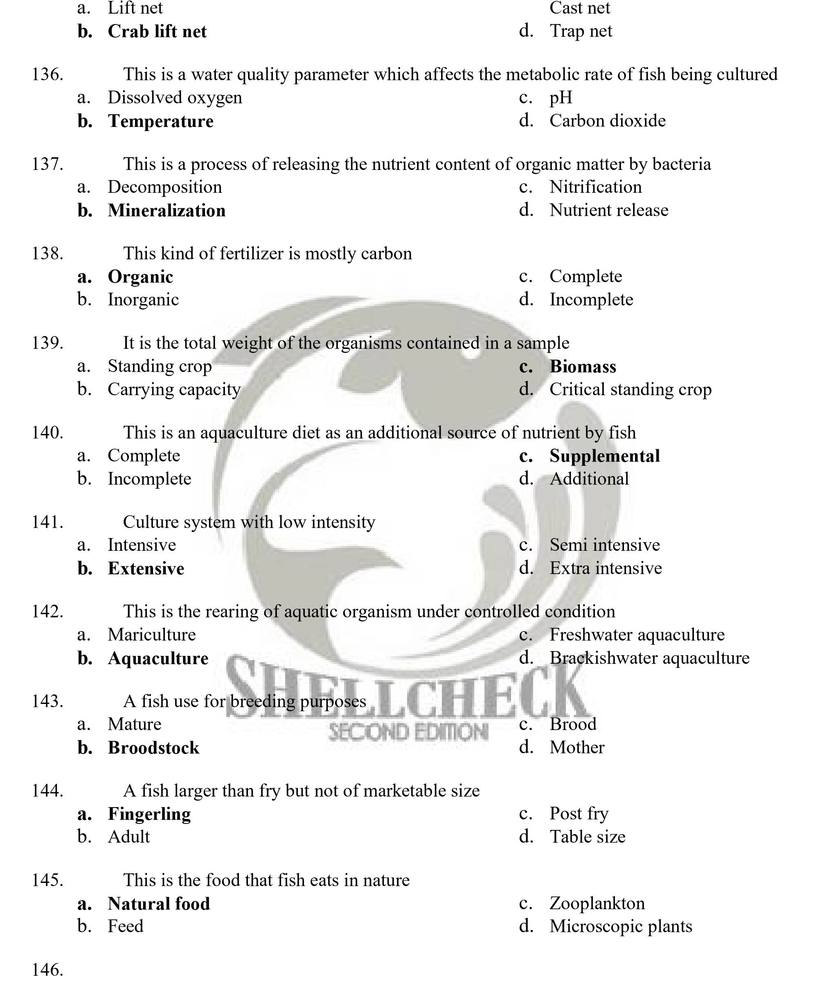 a. Lift net Cast net
b. Crab lift net d. Trap net
136. This is a water quality parameter which affects the metabolic rate of fish being cultured
a. Dissolved oxygen c. pH
b. Temperature d. Carbon dioxide
137. This is a process of releasing the nutrient content of organic matter by bacteria
a. Decomposition c. Nitrification
b. Mineralization d. Nutrient release
138. This kind of fertilizer is mostly carbon
a. Organic c. Complete
b. Inorganic d. Incomplete
139. It is the total weight of the organisms contained in a sample
a. Standing crop c. Biomass
b. Carrying capacity d. Critical standing crop
140. This is an aquaculture diet as an additional source of nutrient by fish
a. Complete c. Supplemental
b. Incomplete d. Additional
141. Culture system with low intensity
a. Intensive c. Semi intensive
b. Extensive d. Extra intensive
142. This is the rearing of aquatic organism under controlled condition
a. Mariculture c. Freshwater aquaculture
b. Aquaculture d. Brackishwater aquaculture
SHELLCHECK
143. A fish use for breeding purposes
a. Mature c. Brood
SECOND EDITION
b. Broodstock d. Mother
144. A fish larger than fry but not of marketable size
a. Fingerling c. Post fry
b. Adult d. Table size
145. This is the food that fish eats in nature
a. Natural food c. Zooplankton
b. Feed d. Microscopic plants
146.